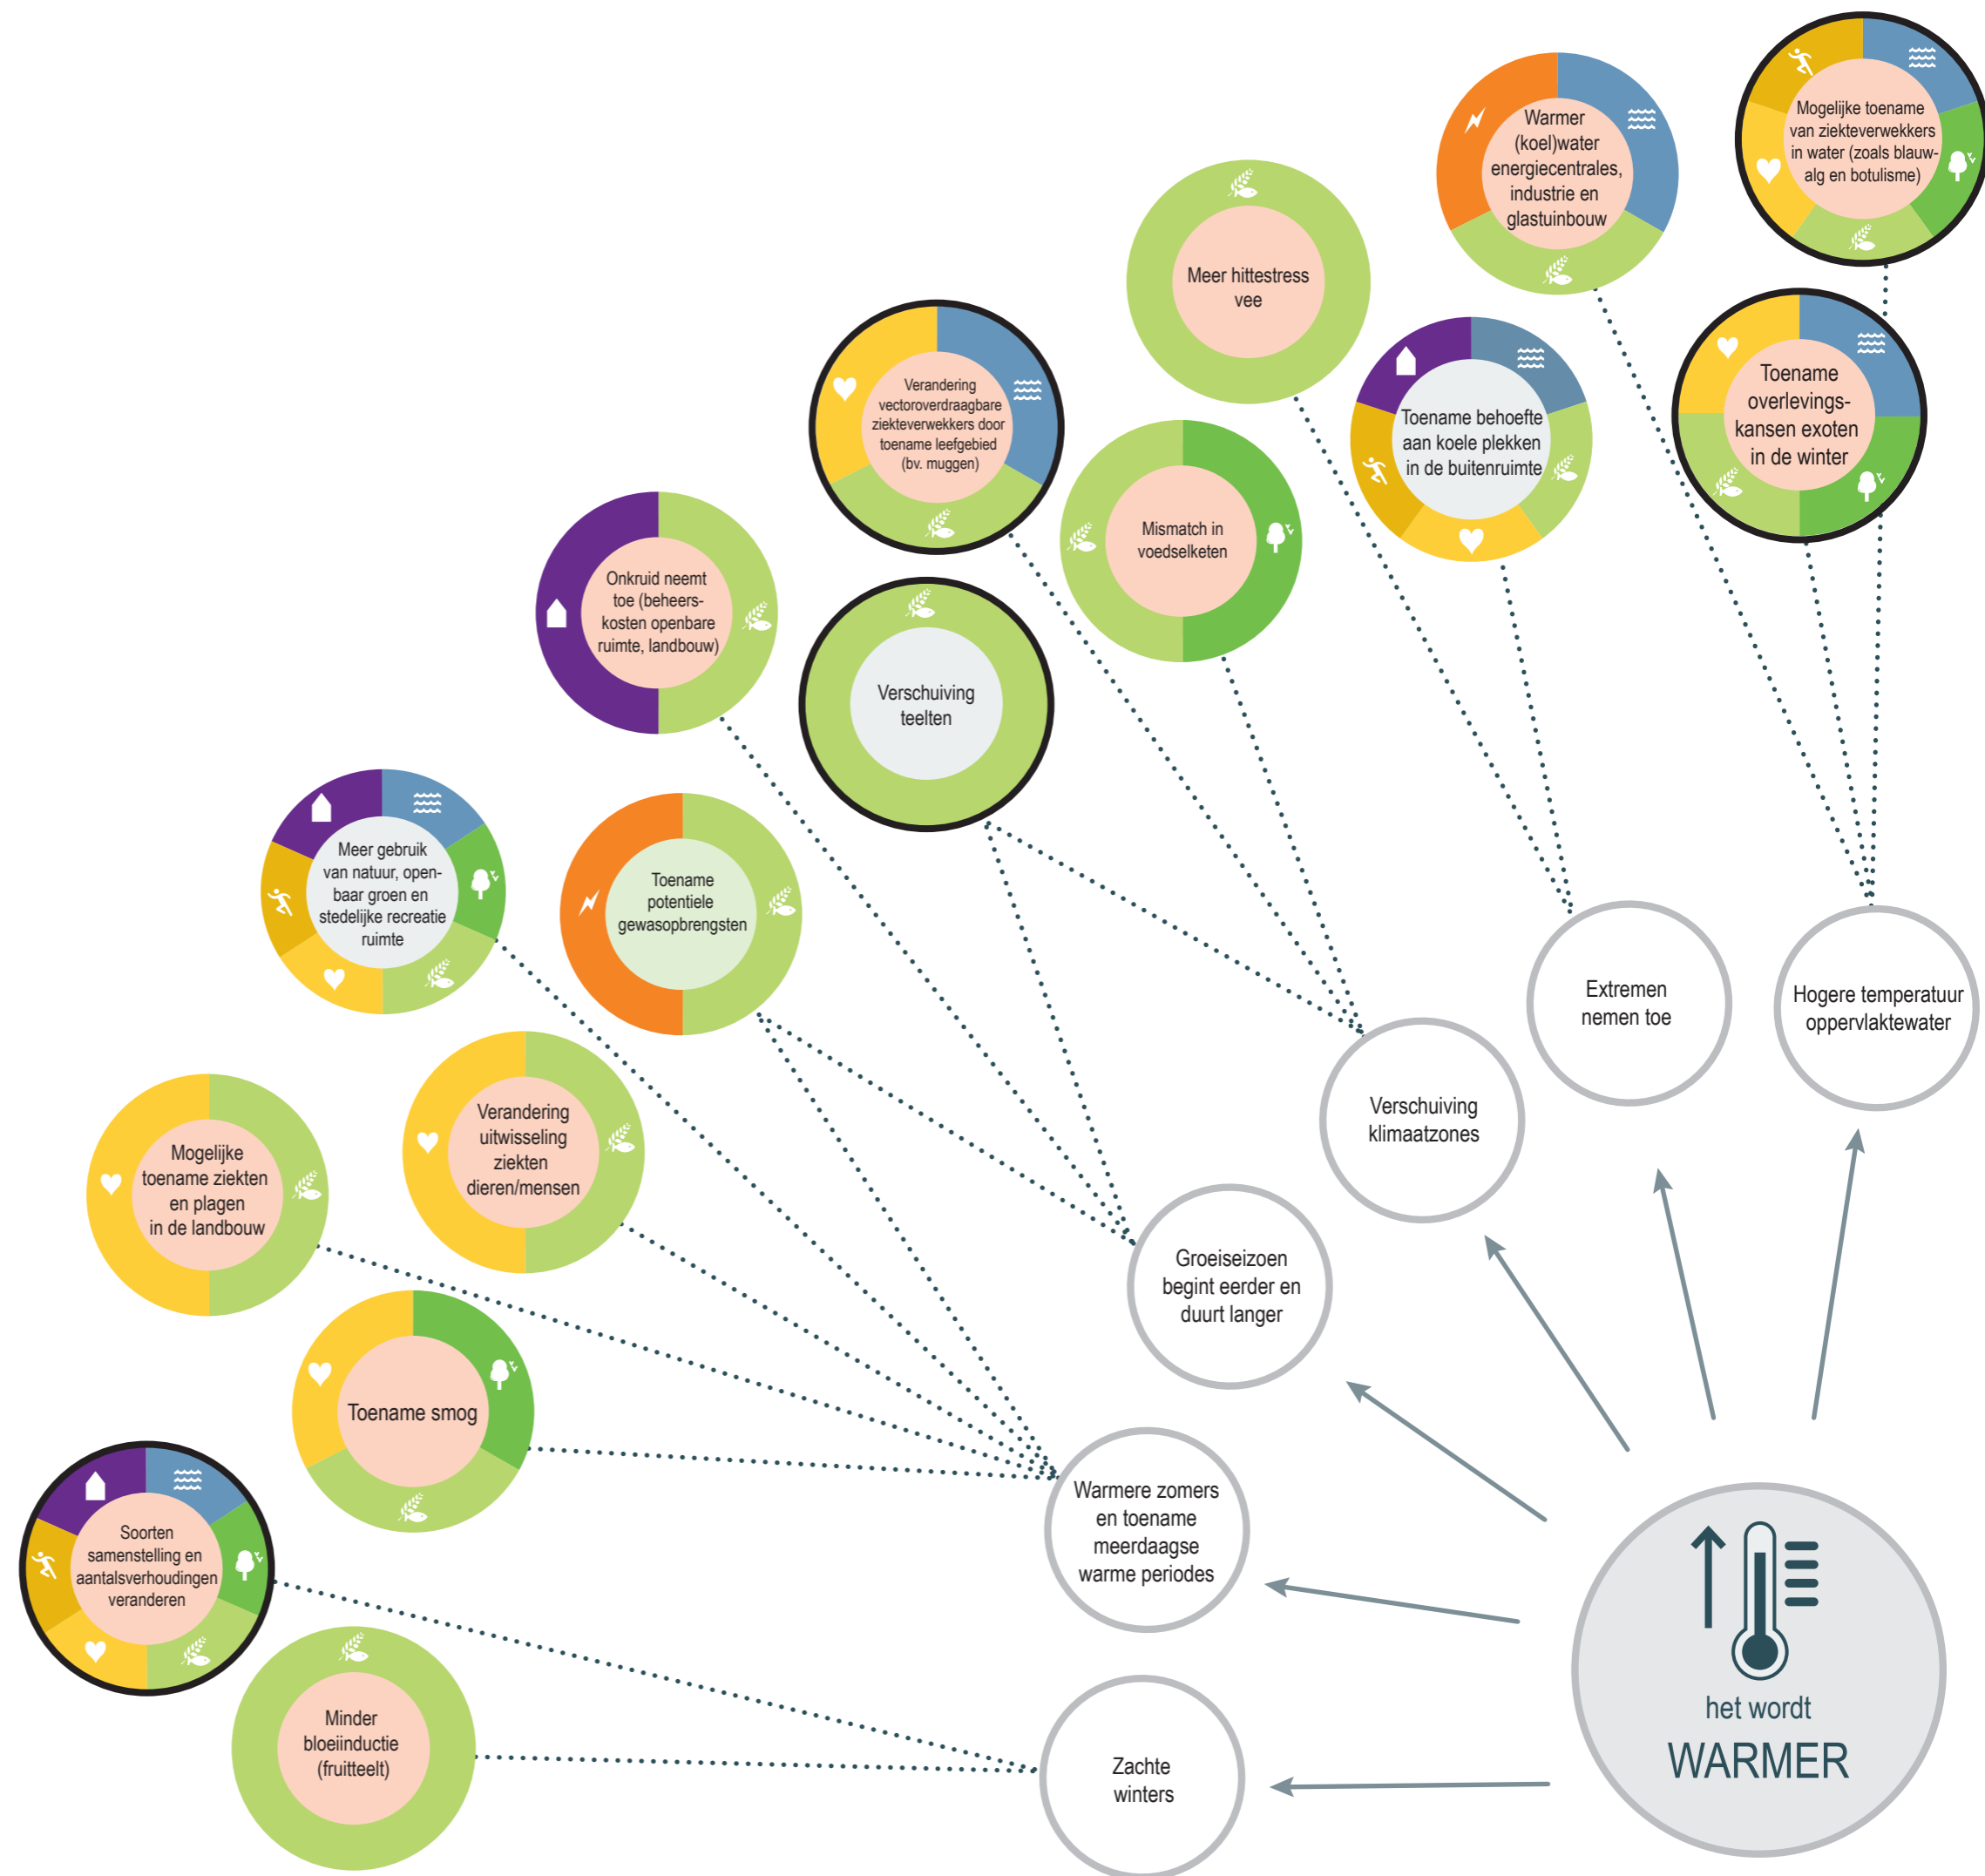 Mogelijke toename
van ziekteverwekkers
in water (zoals blauw-
alg en botulisme)
Warmer
(koel)water
energiecentrales,
industrie en
glastuinbouw
Meer hittestress
vee
Toename
overlevings-
kansen exoten
in de winter
Verandering
vectoroverdraagbare
ziekteverwekkers door
toename leefgebied
(bv. muggen)
Toename behoefte
aan koele plekken
in de buitenruimte
Mismatch in
voedselketen
Onkruid neemt
toe (beheers-
kosten openbare
ruimte, landbouw)
Verschuiving
teelten
Meer gebruik
van natuur, open-
baar groen en
stedelijke recreatie
ruimte
Toename
potentiele
gewasopbrengsten
Extremen
nemen toe
Hogere temperatuur
oppervlaktewater
Verschuiving
klimaatzones
Verandering
uitwisseling
ziekten
dieren/mensen
Mogelijke
toename ziekten
en plagen
in de landbouw
Groeiseizoen
begint eerder en
duurt langer
Toename smog
Warmere zomers
en toename
meerdaagse
warme periodes
Soorten
samenstelling en
aantalsverhoudingen
veranderen
Minder
bloeiinductie
(fruitteelt)
Zachte
winters
het wordt
WARMER